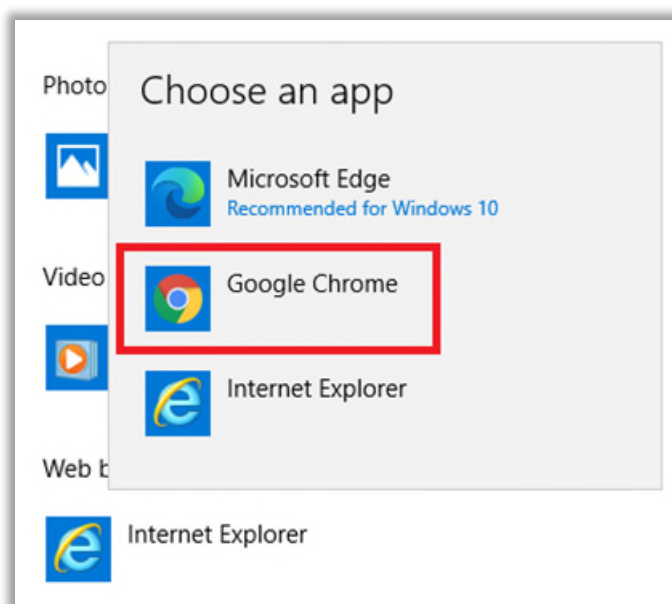 Photo
Choose an app
Microsoft Edge
Recommended for Windows 10
Video
Google Chrome
Internet Explorer
Web b
Internet Explorer